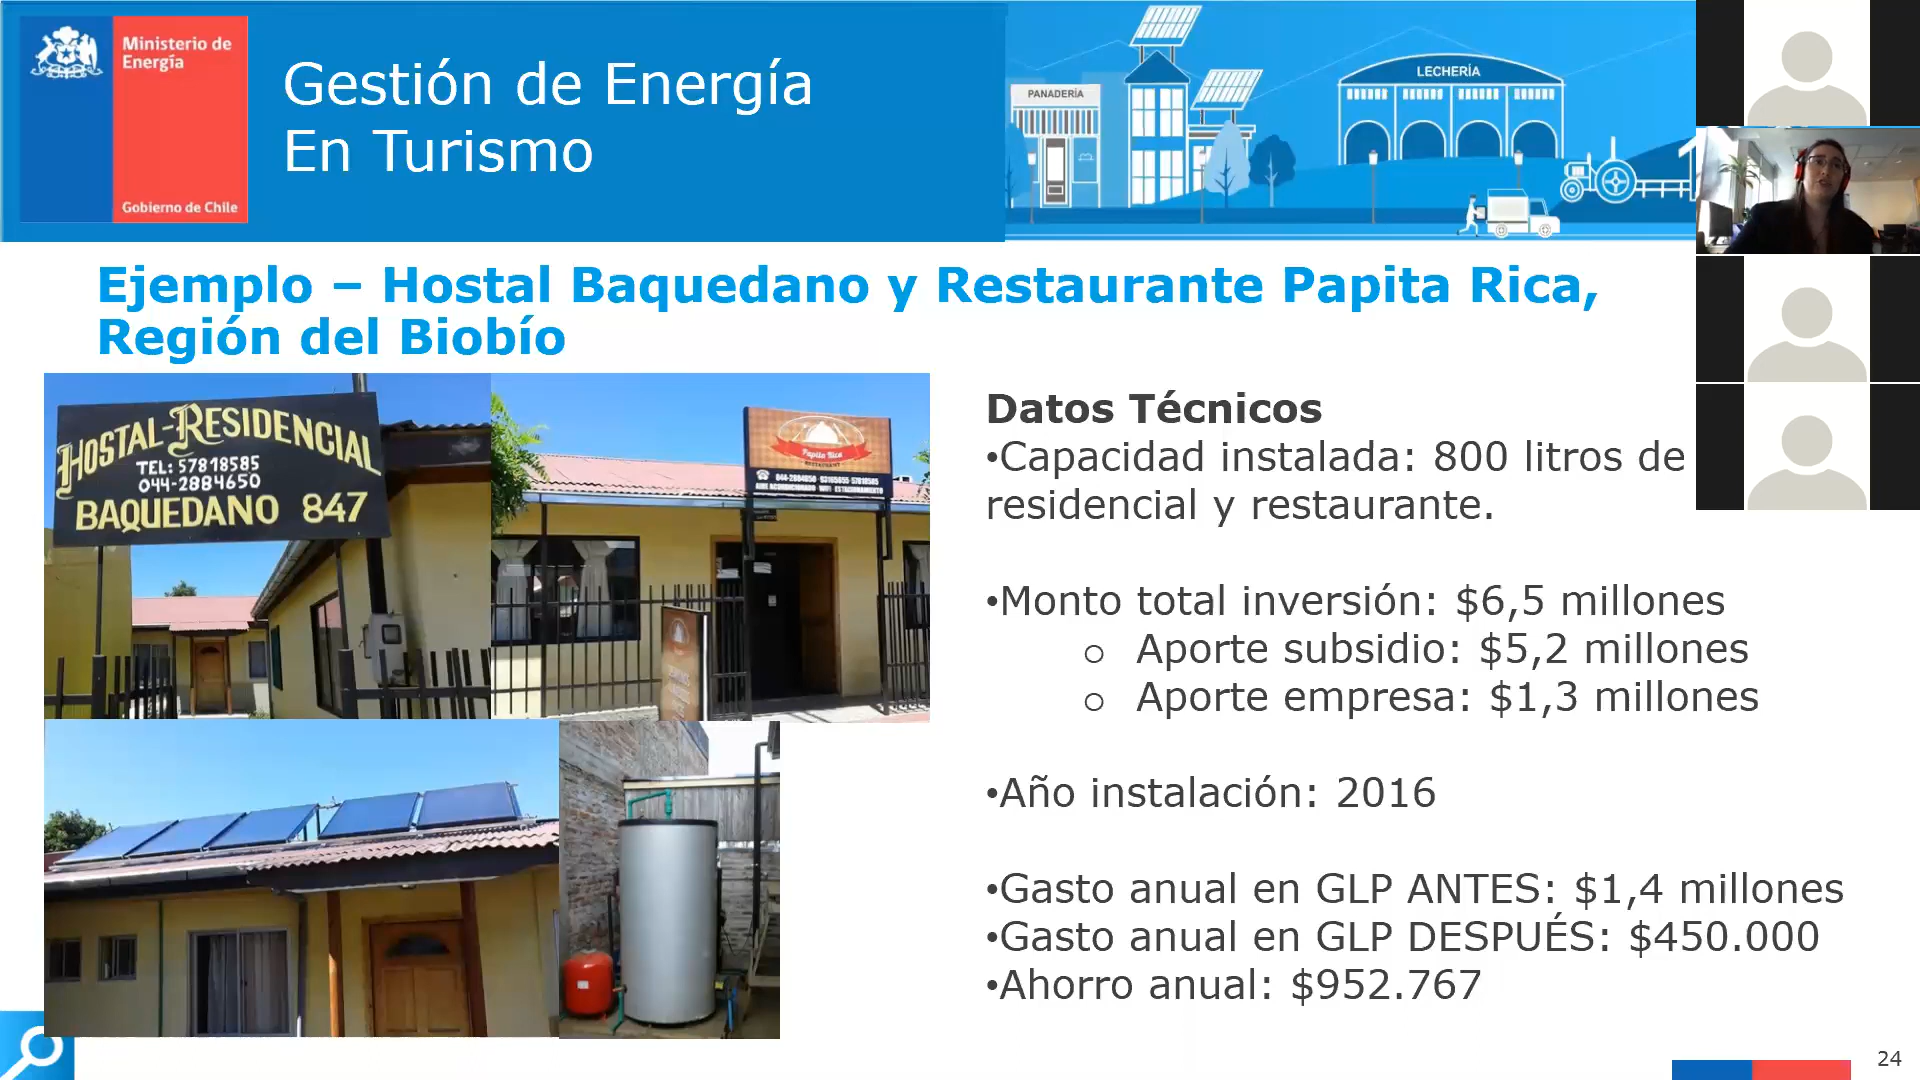 Ministerio de
Energía
Gobierno de Chile
Gestión de Energía
En Turismo
PANADERÍA
LECHERÍA
Ejemplo – Hostal Baquedano y Restaurante Papita Rica,
Región del Biobío
HOSTAL-RESIDENCIAL
TEL: 57818585
044-2884650
BAQUEDANO 847
Papita Rica
RESTAURANT
Datos Técnicos
•Capacidad instalada: 800 litros de
residencial y restaurante.
•Monto total inversión: $6,5 millones
o Aporte subsidio: $5,2 millones
o Aporte empresa: $1,3 millones
•Año instalación: 2016
•Gasto anual en GLP ANTES: $1,4 millones
•Gasto anual en GLP DESPUÉS: $450.000
•Ahorro anual: $952.767
24